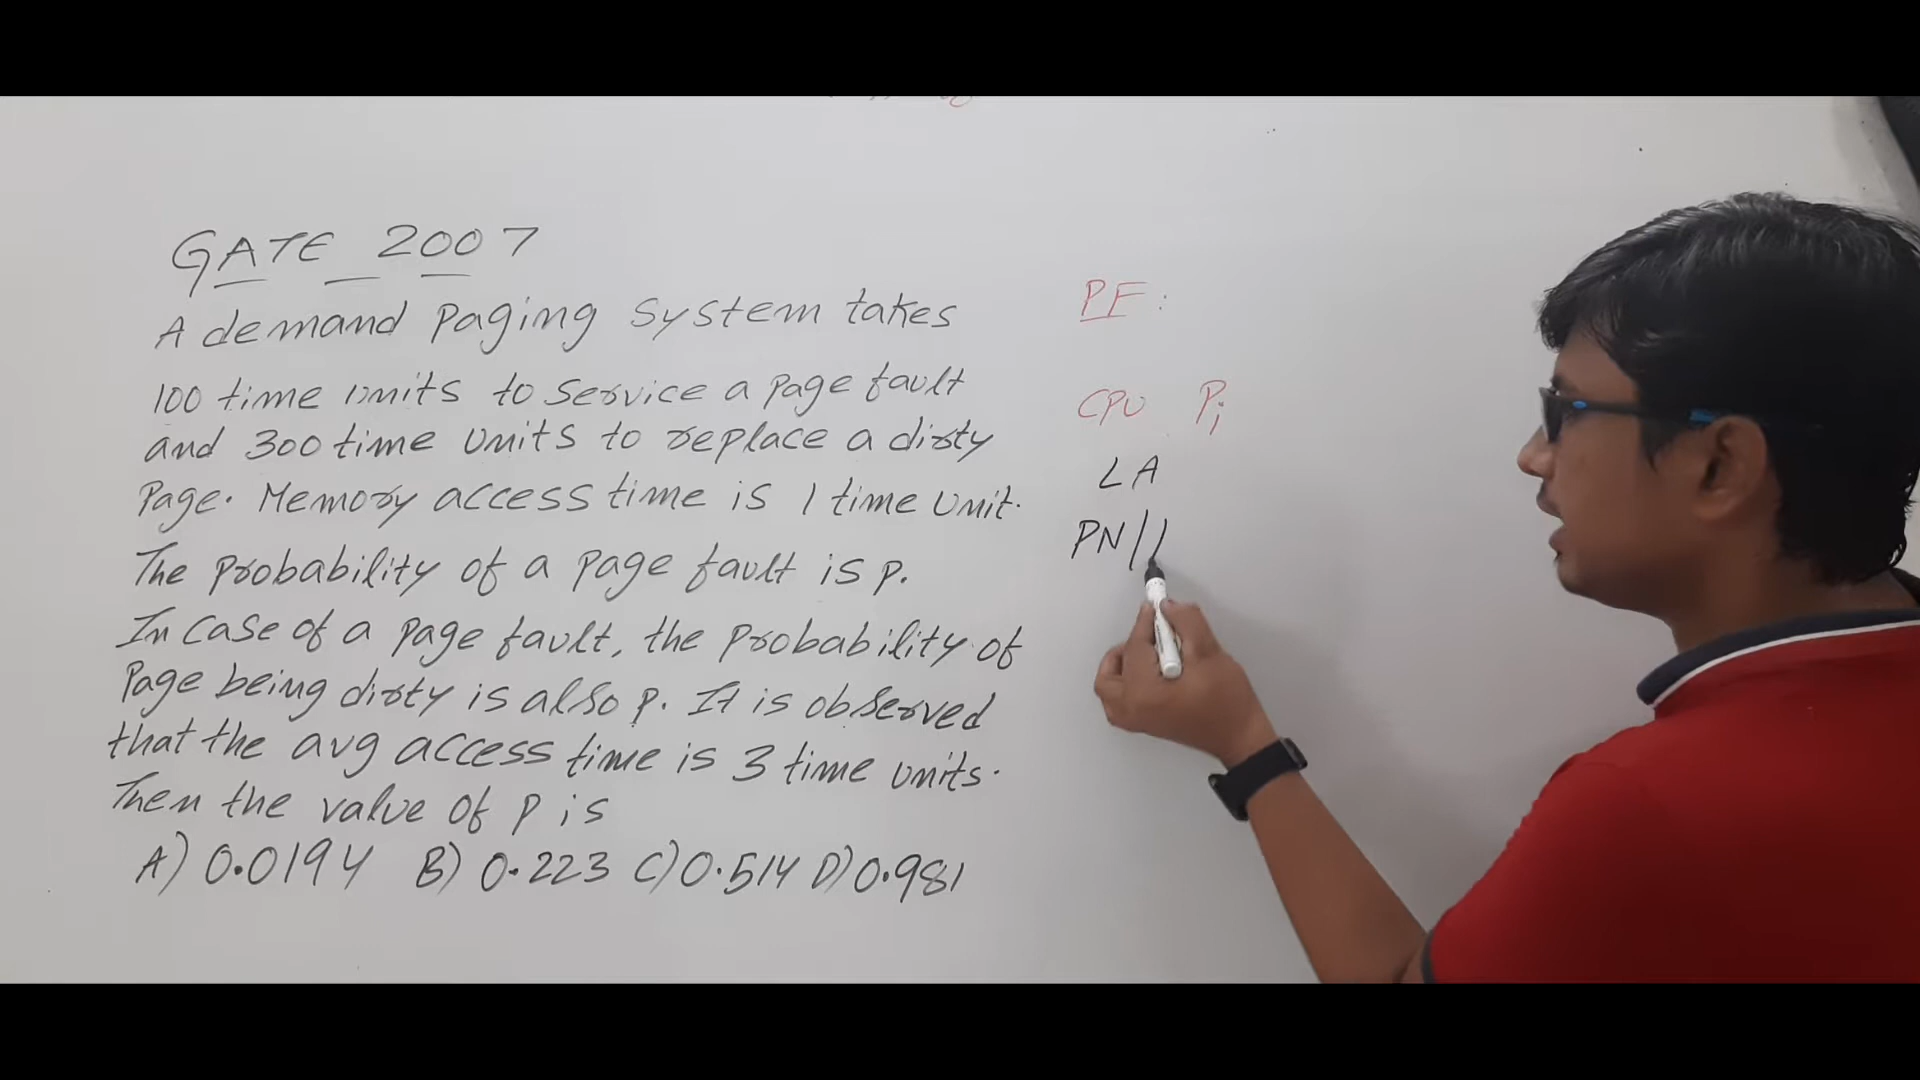 GATE 2007
A demand paging system takes
100 time units to service a page fault
and 300 time units to replace a dirty
Page. Memory access time is 1 time unit.
The probability of a page fault is p.
In case of a page fault, the probability of
Page being dirty is also p. It is observed
that the avg access time is 3 time units.
Then the value of p is
A) 0.0194 B) 0.223 C) 0.514 D) 0.981
PF:
CPU Pi
LA
PN/